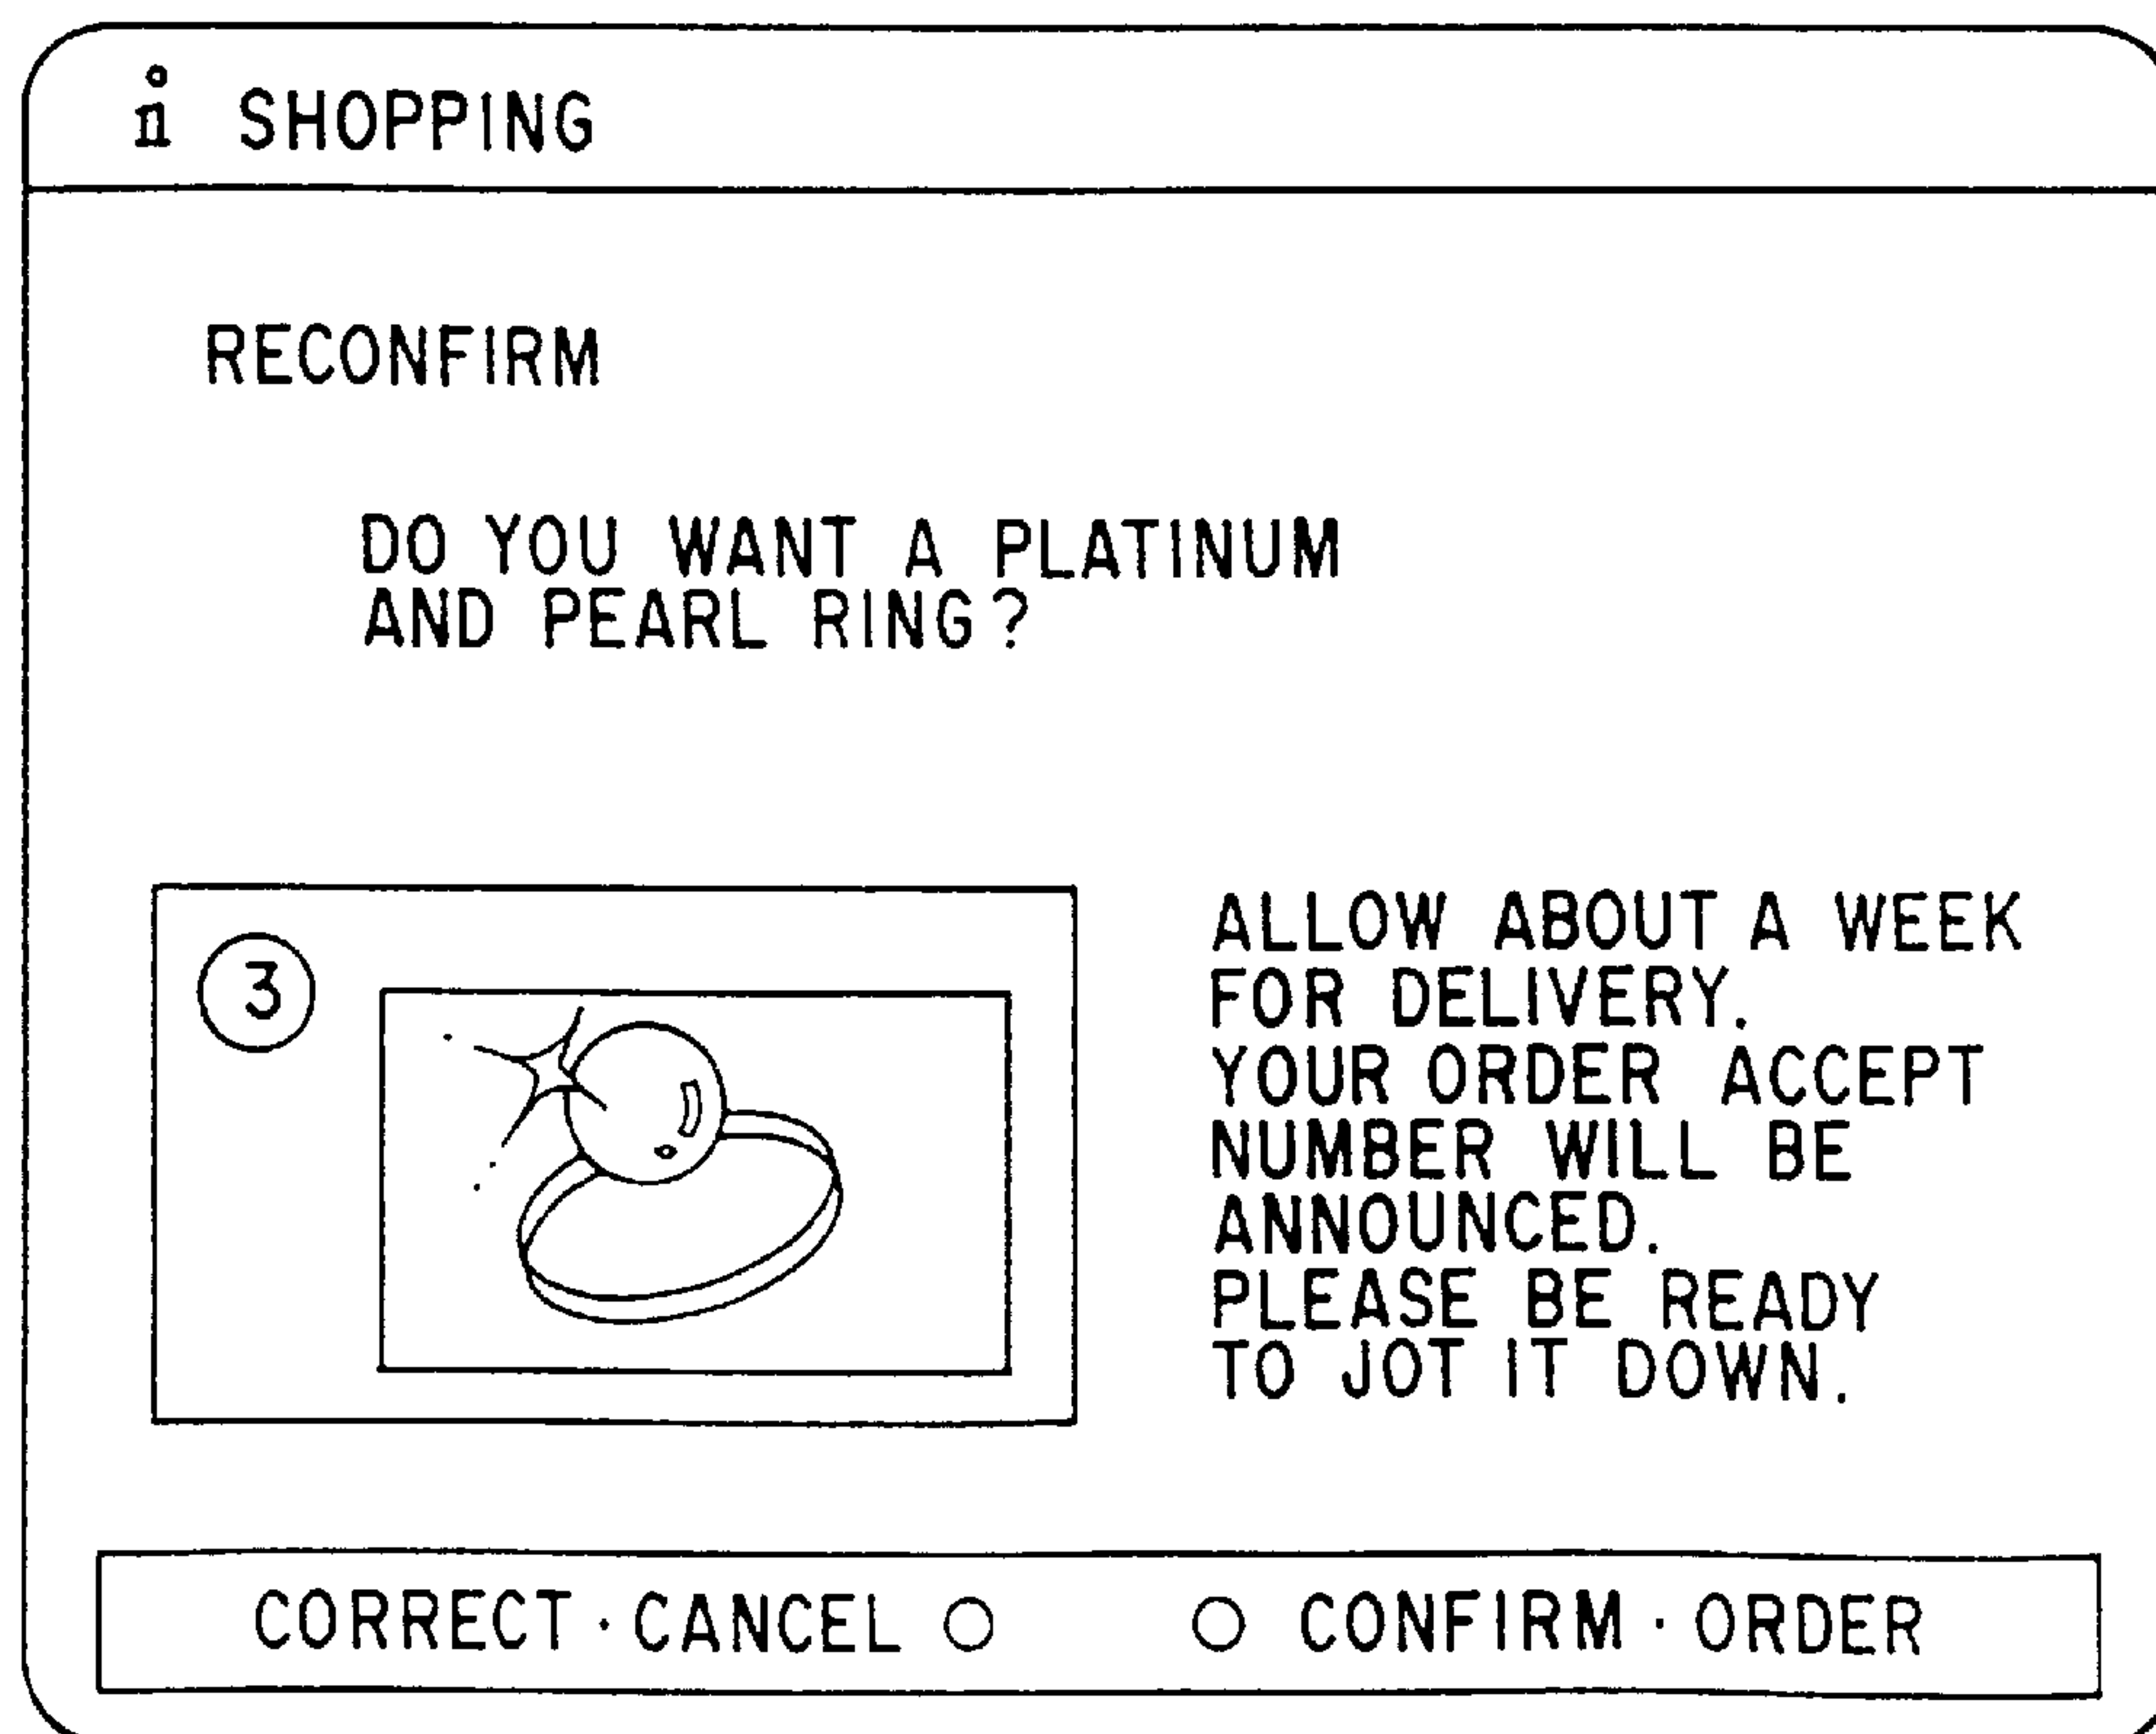 i SHOPPING
RECONFIRM
DO YOU WANT A PLATINUM
AND PEARL RING?
3
ALLOW ABOUT A WEEK
FOR DELIVERY.
YOUR ORDER ACCEPT
NUMBER WILL BE
ANNOUNCED.
PLEASE BE READY
TO JOT IT DOWN.
CORRECT·CANCEL ○ ○ CONFIRM·ORDER